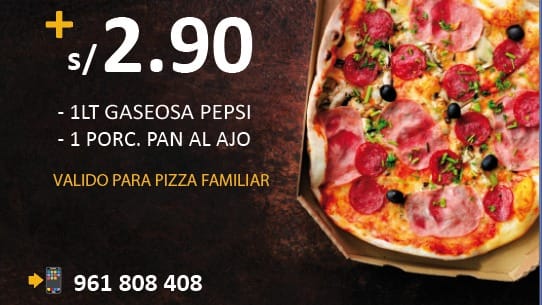 +
s/2.90
- 1LT GASEOSA PEPSI
- 1 PORC. PAN AL AJO
VALIDO PARA PIZZA FAMILIAR
961 808 408